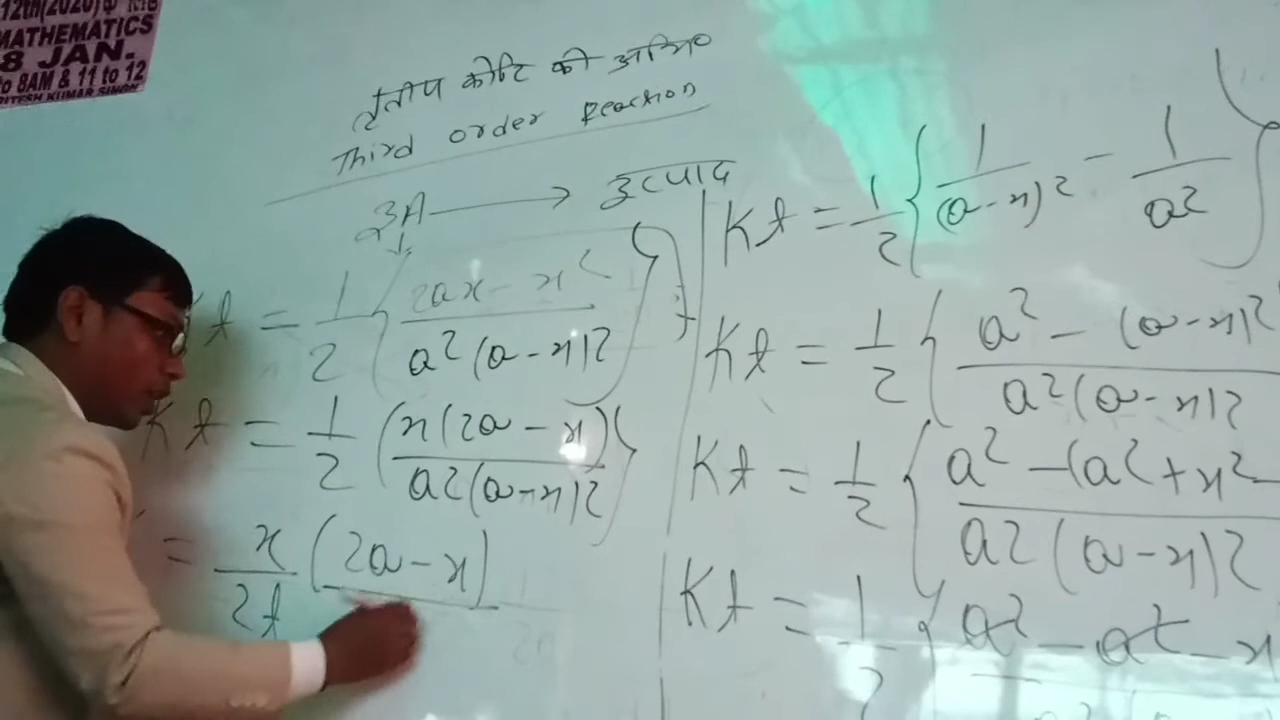 12th(2020)
MATHEMATICS
8 JAN.
to 8AM & 11 to 12
RITESH KUMAR SINGH
तृतीय कोटि की अभि०
Third order Reaction
3A → उत्पाद
Kt = 1/2 { 1/(a-x)² - 1/a² }
Kt = 1/2 { a² - (a-x)² / a²(a-x)²
Kt = 1/2 { a² - (a² + x² - / a²(a-x)²
Kt = 1/2 { a² - a² - x
t = 1/2 { 2ax - x² / a²(a-x)² }
Kt = 1/2 { x(2a-x) / a²(a-x)² }
= x/2t (2a-x)